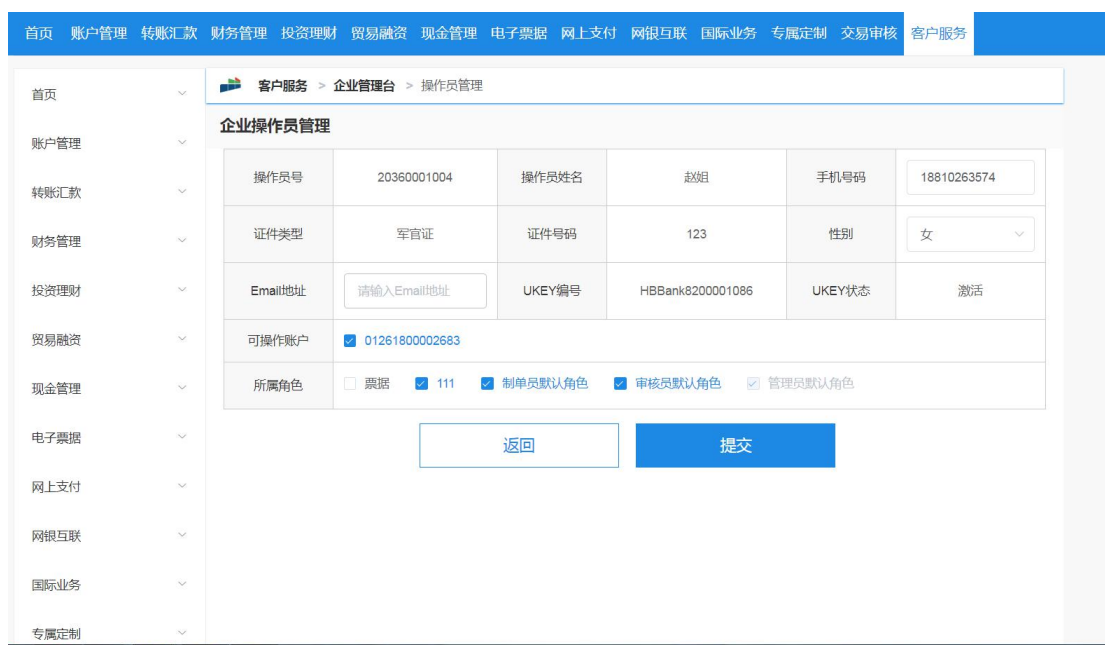 首页 账户管理 转账汇款 财务管理 投资理财 贸易融资 现金管理 电子票据 网上支付 网银互联 国际业务 专属定制 交易审核 客户服务
首页
账户管理
转账汇款
财务管理
投资理财
贸易融资
现金管理
电子票据
网上支付
网银互联
国际业务
专属定制
客户服务 > 企业管理台 > 操作员管理
企业操作员管理
操作员号 20360001004 操作员姓名 赵姐 手机号码 18810263574
证件类型 军官证 证件号码 123 性别 女
Email地址 请输入Email地址 UKEY编号 HBBank8200001086 UKEY状态 激活
可操作账户 01261800002683
所属角色 票据 111 制单员默认角色 审核员默认角色 管理员默认角色
返回 提交